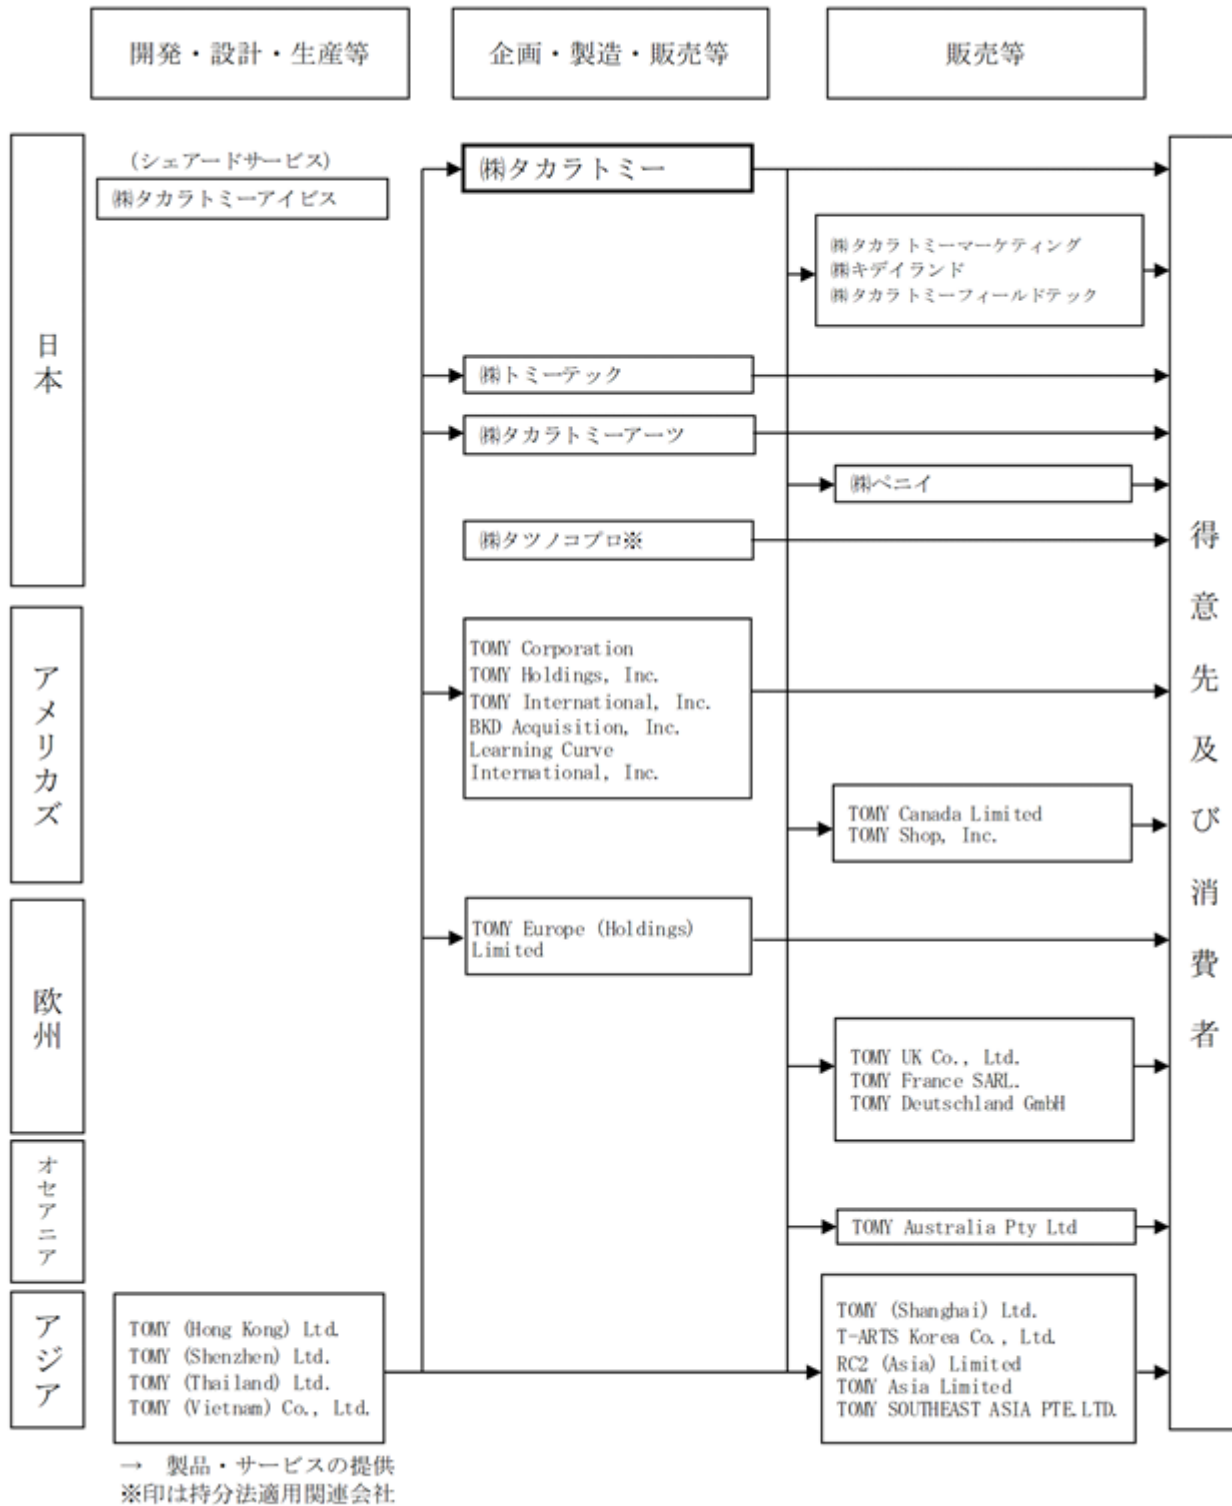 開発・設計・生産等
企画・製造・販売等
販売等
日本
(シェアードサービス)
㈱タカラトミーアイビス
㈱タカラトミー
㈱タカラトミーマーケティング
㈱キデイランド
㈱タカラトミーフィールドテック
㈱トミーテック
㈱タカラトミーアーツ
㈱ペニイ
㈱タツノコプロ※
アメリカズ
TOMY Corporation
TOMY Holdings, Inc.
TOMY International, Inc.
BKD Acquisition, Inc.
Learning Curve
International, Inc.
TOMY Canada Limited
TOMY Shop, Inc.
欧州
TOMY Europe (Holdings)
Limited
TOMY UK Co., Ltd.
TOMY France SARL.
TOMY Deutschland GmbH
オセアニア
TOMY Australia Pty Ltd
アジア
TOMY (Hong Kong) Ltd.
TOMY (Shenzhen) Ltd.
TOMY (Thailand) Ltd.
TOMY (Vietnam) Co., Ltd.
TOMY (Shanghai) Ltd.
T-ARTS Korea Co., Ltd.
RC2 (Asia) Limited
TOMY Asia Limited
TOMY SOUTHEAST ASIA PTE.LTD.
得意先及び消費者
→ 製品・サービスの提供
※印は持分法適用関連会社